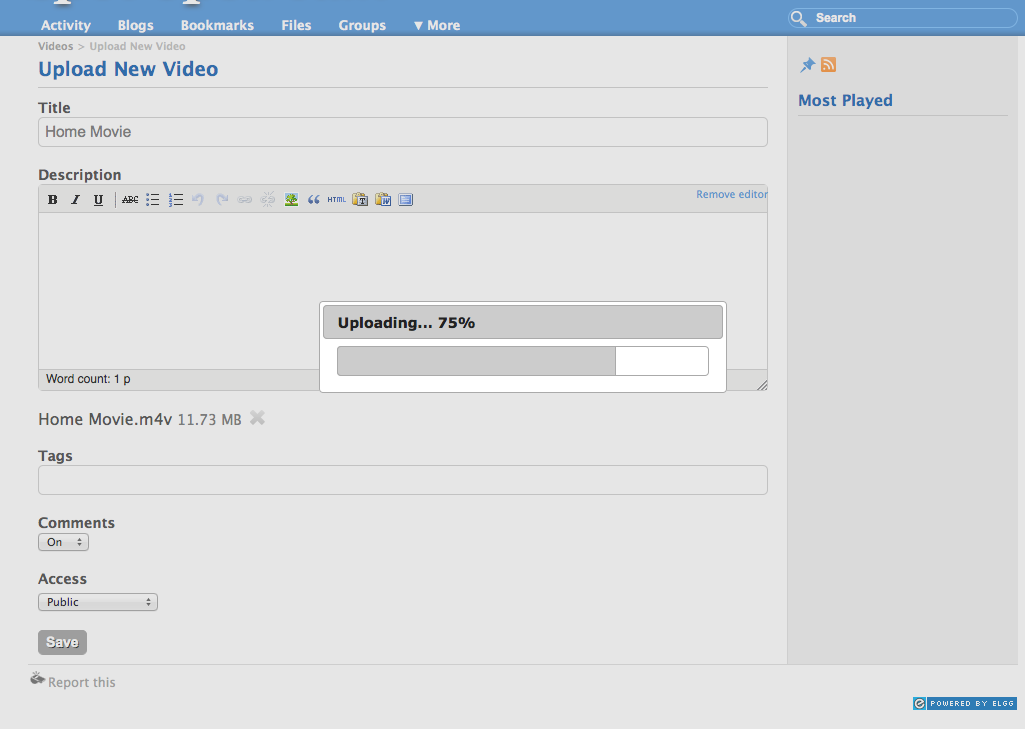 Activity Blogs Bookmarks Files Groups ▼ More Search
Videos > Upload New Video
Upload New Video
Most Played
Title
Home Movie
Description
B I U ABC HTML Remove editor
Uploading... 75%
Word count: 1 p
Home Movie.m4v 11.73 MB
Tags
Comments
On
Access
Public
Save
Report this
POWERED BY ELGG